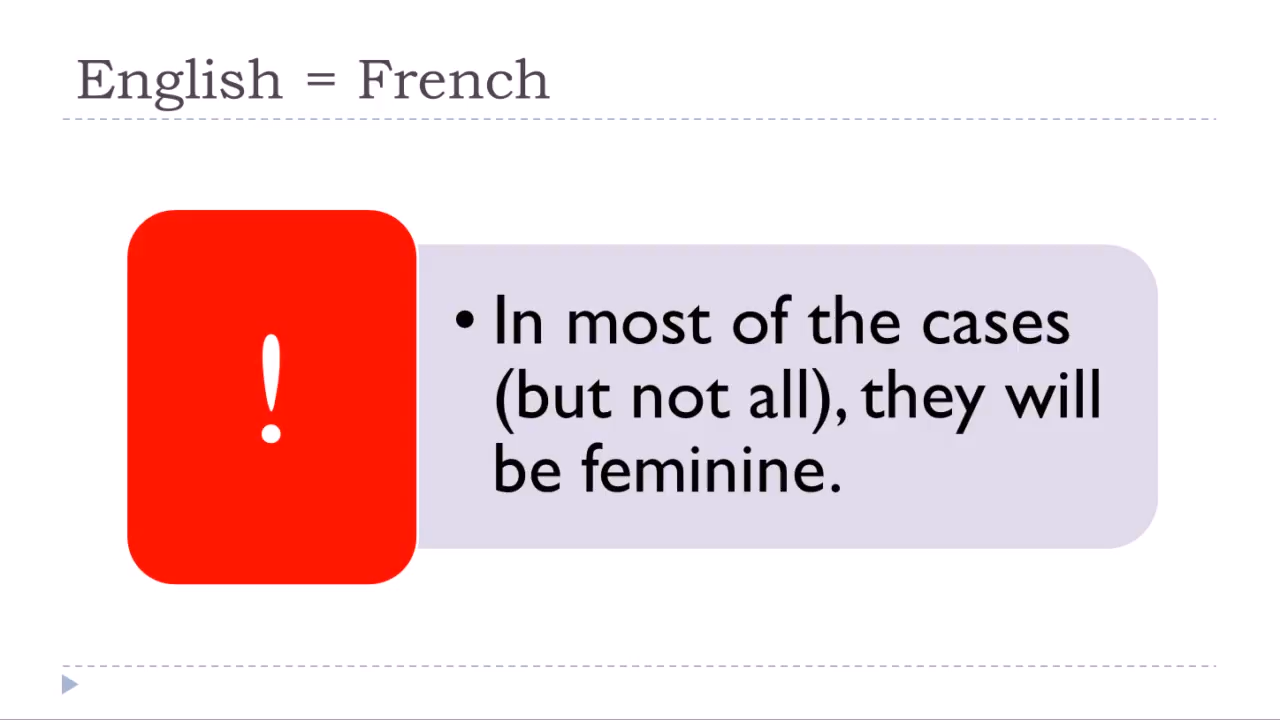 English = French
!
• In most of the cases
(but not all), they will
be feminine.